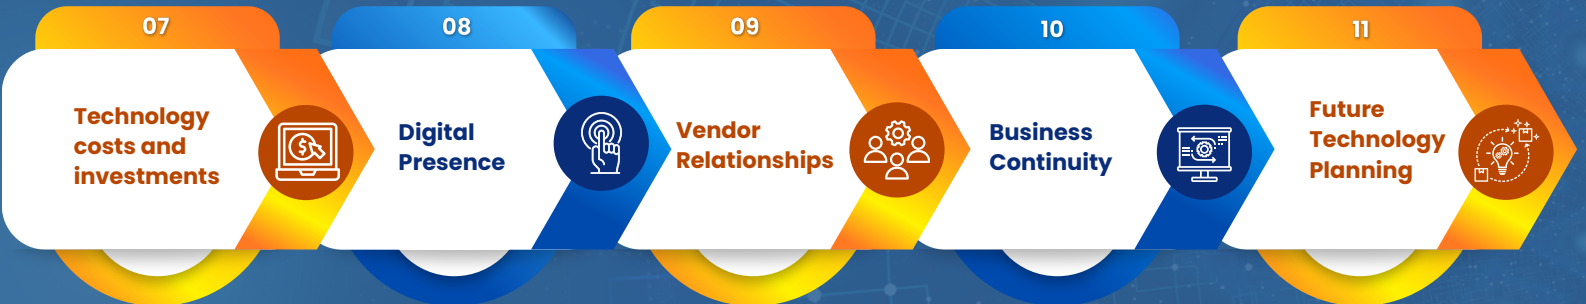 07
Technology
costs and
investments
08
Digital
Presence
09
Vendor
Relationships
10
Business
Continuity
11
Future
Technology
Planning